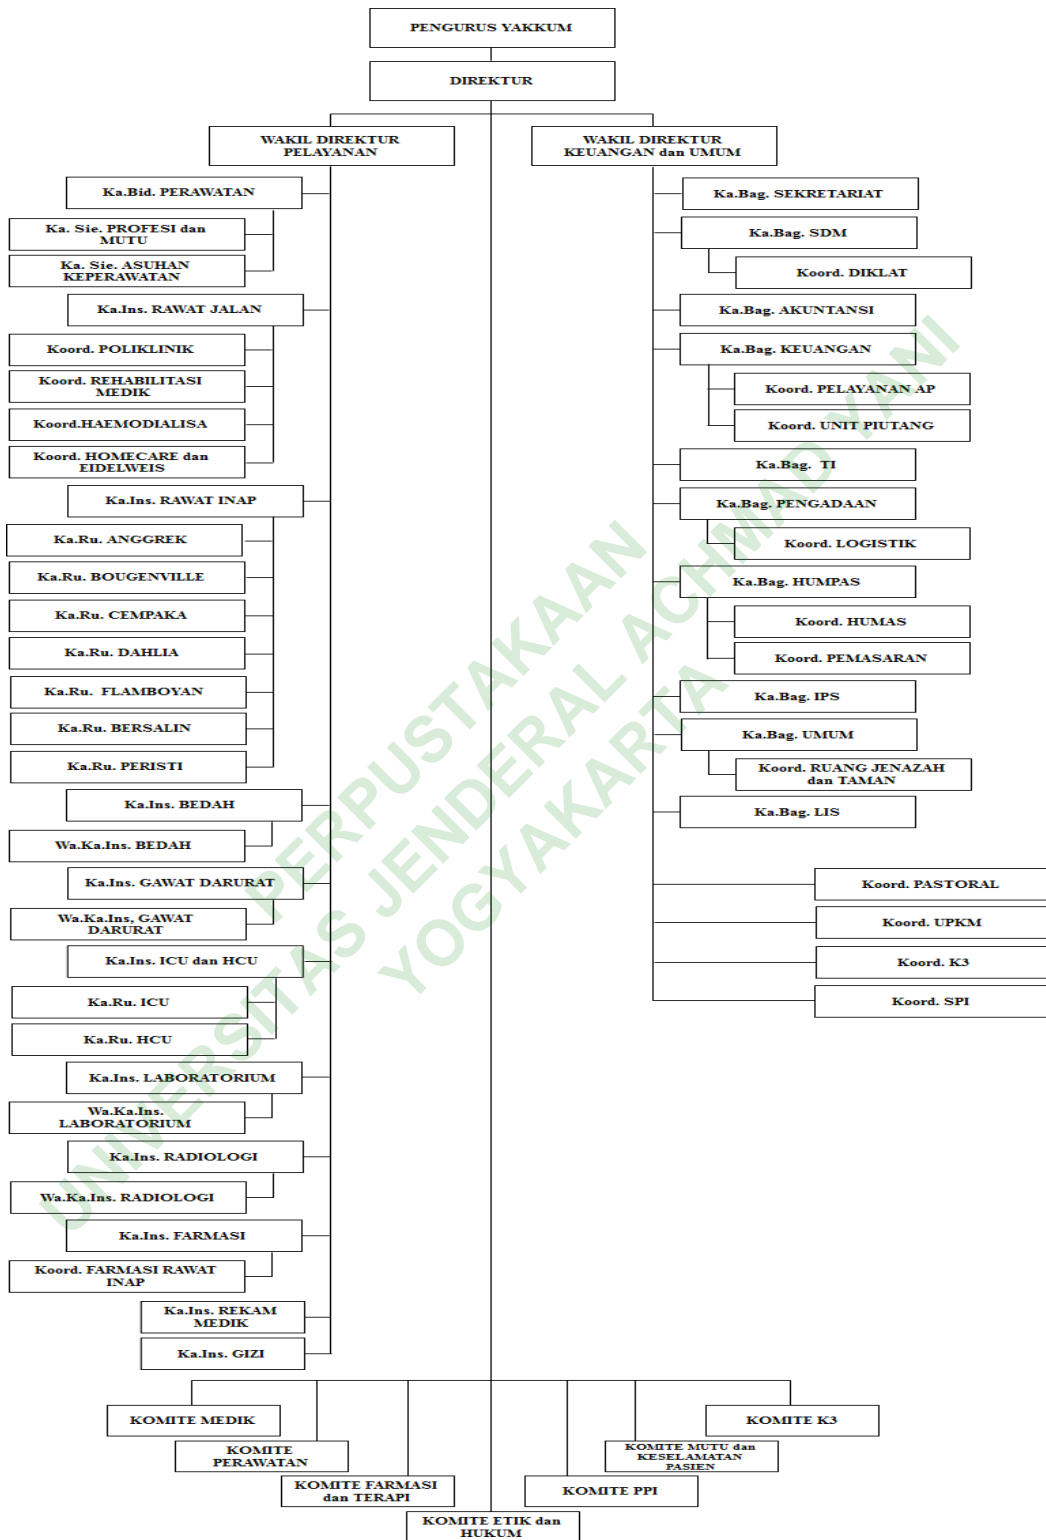 PENGURUS YAKKUM
DIREKTUR
WAKIL DIREKTUR
PELAYANAN
WAKIL DIREKTUR
KEUANGAN dan UMUM
Ka.Bid. PERAWATAN
Ka. Sie. PROFESI dan
MUTU
Ka. Sie. ASUHAN
KEPERAWATAN
Ka.Ins. RAWAT JALAN
Koord. POLIKLINIK
Koord. REHABILITASI
MEDIK
Koord.HAEMODIALISA
Koord. HOMECARE dan
EIDELWEIS
Ka.Ins. RAWAT INAP
Ka.Ru. ANGGREK
Ka.Ru. BOUGENVILLE
Ka.Ru. CEMPAKA
Ka.Ru. DAHLIA
Ka.Ru. FLAMBOYAN
Ka.Ru. BERSALIN
Ka.Ru. PERISTI
Ka.Ins. BEDAH
Wa.Ka.Ins. BEDAH
Ka.Ins. GAWAT DARURAT
Wa.Ka.Ins, GAWAT
DARURAT
Ka.Ins. ICU dan HCU
Ka.Ru. ICU
Ka.Ru. HCU
Ka.Ins. LABORATORIUM
Wa.Ka.Ins.
LABORATORIUM
Ka.Ins. RADIOLOGI
Wa.Ka.Ins. RADIOLOGI
Ka.Ins. FARMASI
Koord. FARMASI RAWAT
INAP
Ka.Ins. REKAM
MEDIK
Ka.Ins. GIZI
Ka.Bag. SEKRETARIAT
Ka.Bag. SDM
Koord. DIKLAT
Ka.Bag. AKUNTANSI
Ka.Bag. KEUANGAN
Koord. PELAYANAN AP
Koord. UNIT PIUTANG
Ka.Bag. TI
Ka.Bag. PENGADAAN
Koord. LOGISTIK
Ka.Bag. HUMPAS
Koord. HUMAS
Koord. PEMASARAN
Ka.Bag. IPS
Ka.Bag. UMUM
Koord. RUANG JENAZAH
dan TAMAN
Ka.Bag. LIS
Koord. PASTORAL
Koord. UPKM
Koord. K3
Koord. SPI
KOMITE MEDIK
KOMITE
PERAWATAN
KOMITE FARMASI
dan TERAPI
KOMITE ETIK dan
HUKUM
KOMITE PPI
KOMITE MUTU dan
KESELAMATAN
PASIEN
KOMITE K3
PERPUSTAKAAN
UNIVERSITAS JENDERAL ACHMAD YANI
YOGYAKARTA